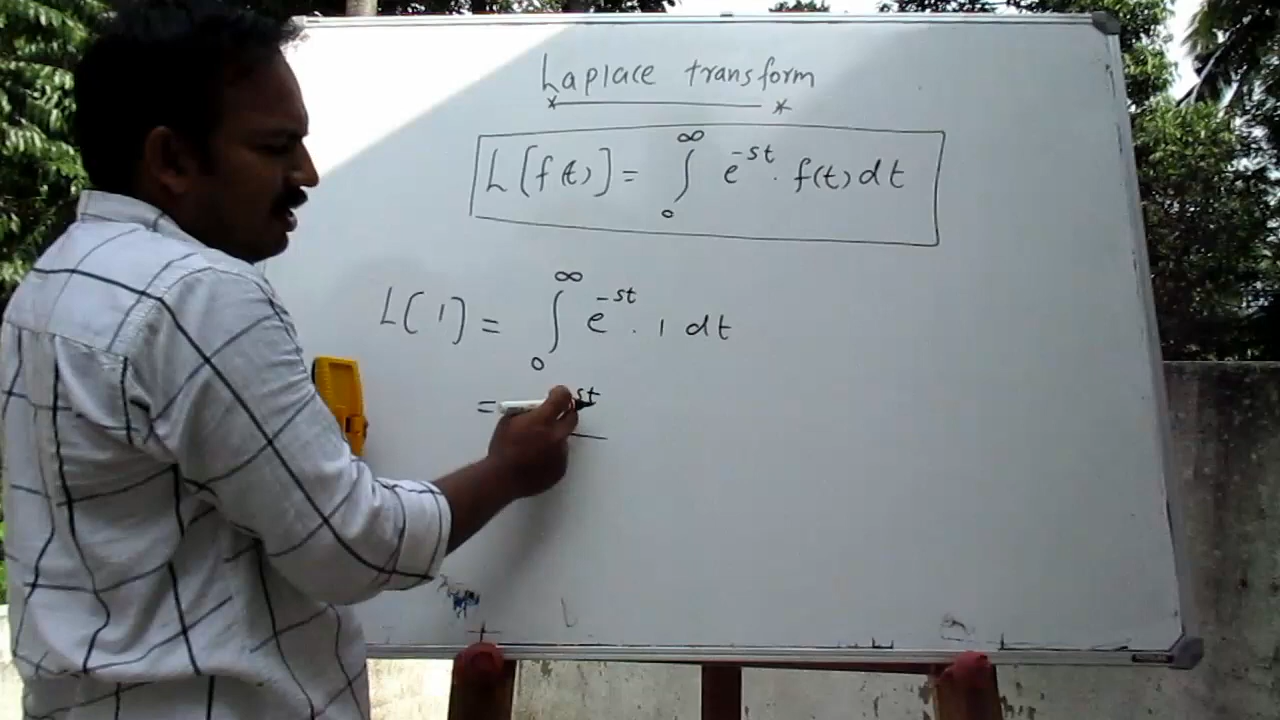 Laplace transform
L[f(t)] = ∫₀^∞ e^-st . f(t) dt
L(1) = ∫₀^∞ e^-st . 1 dt
= st